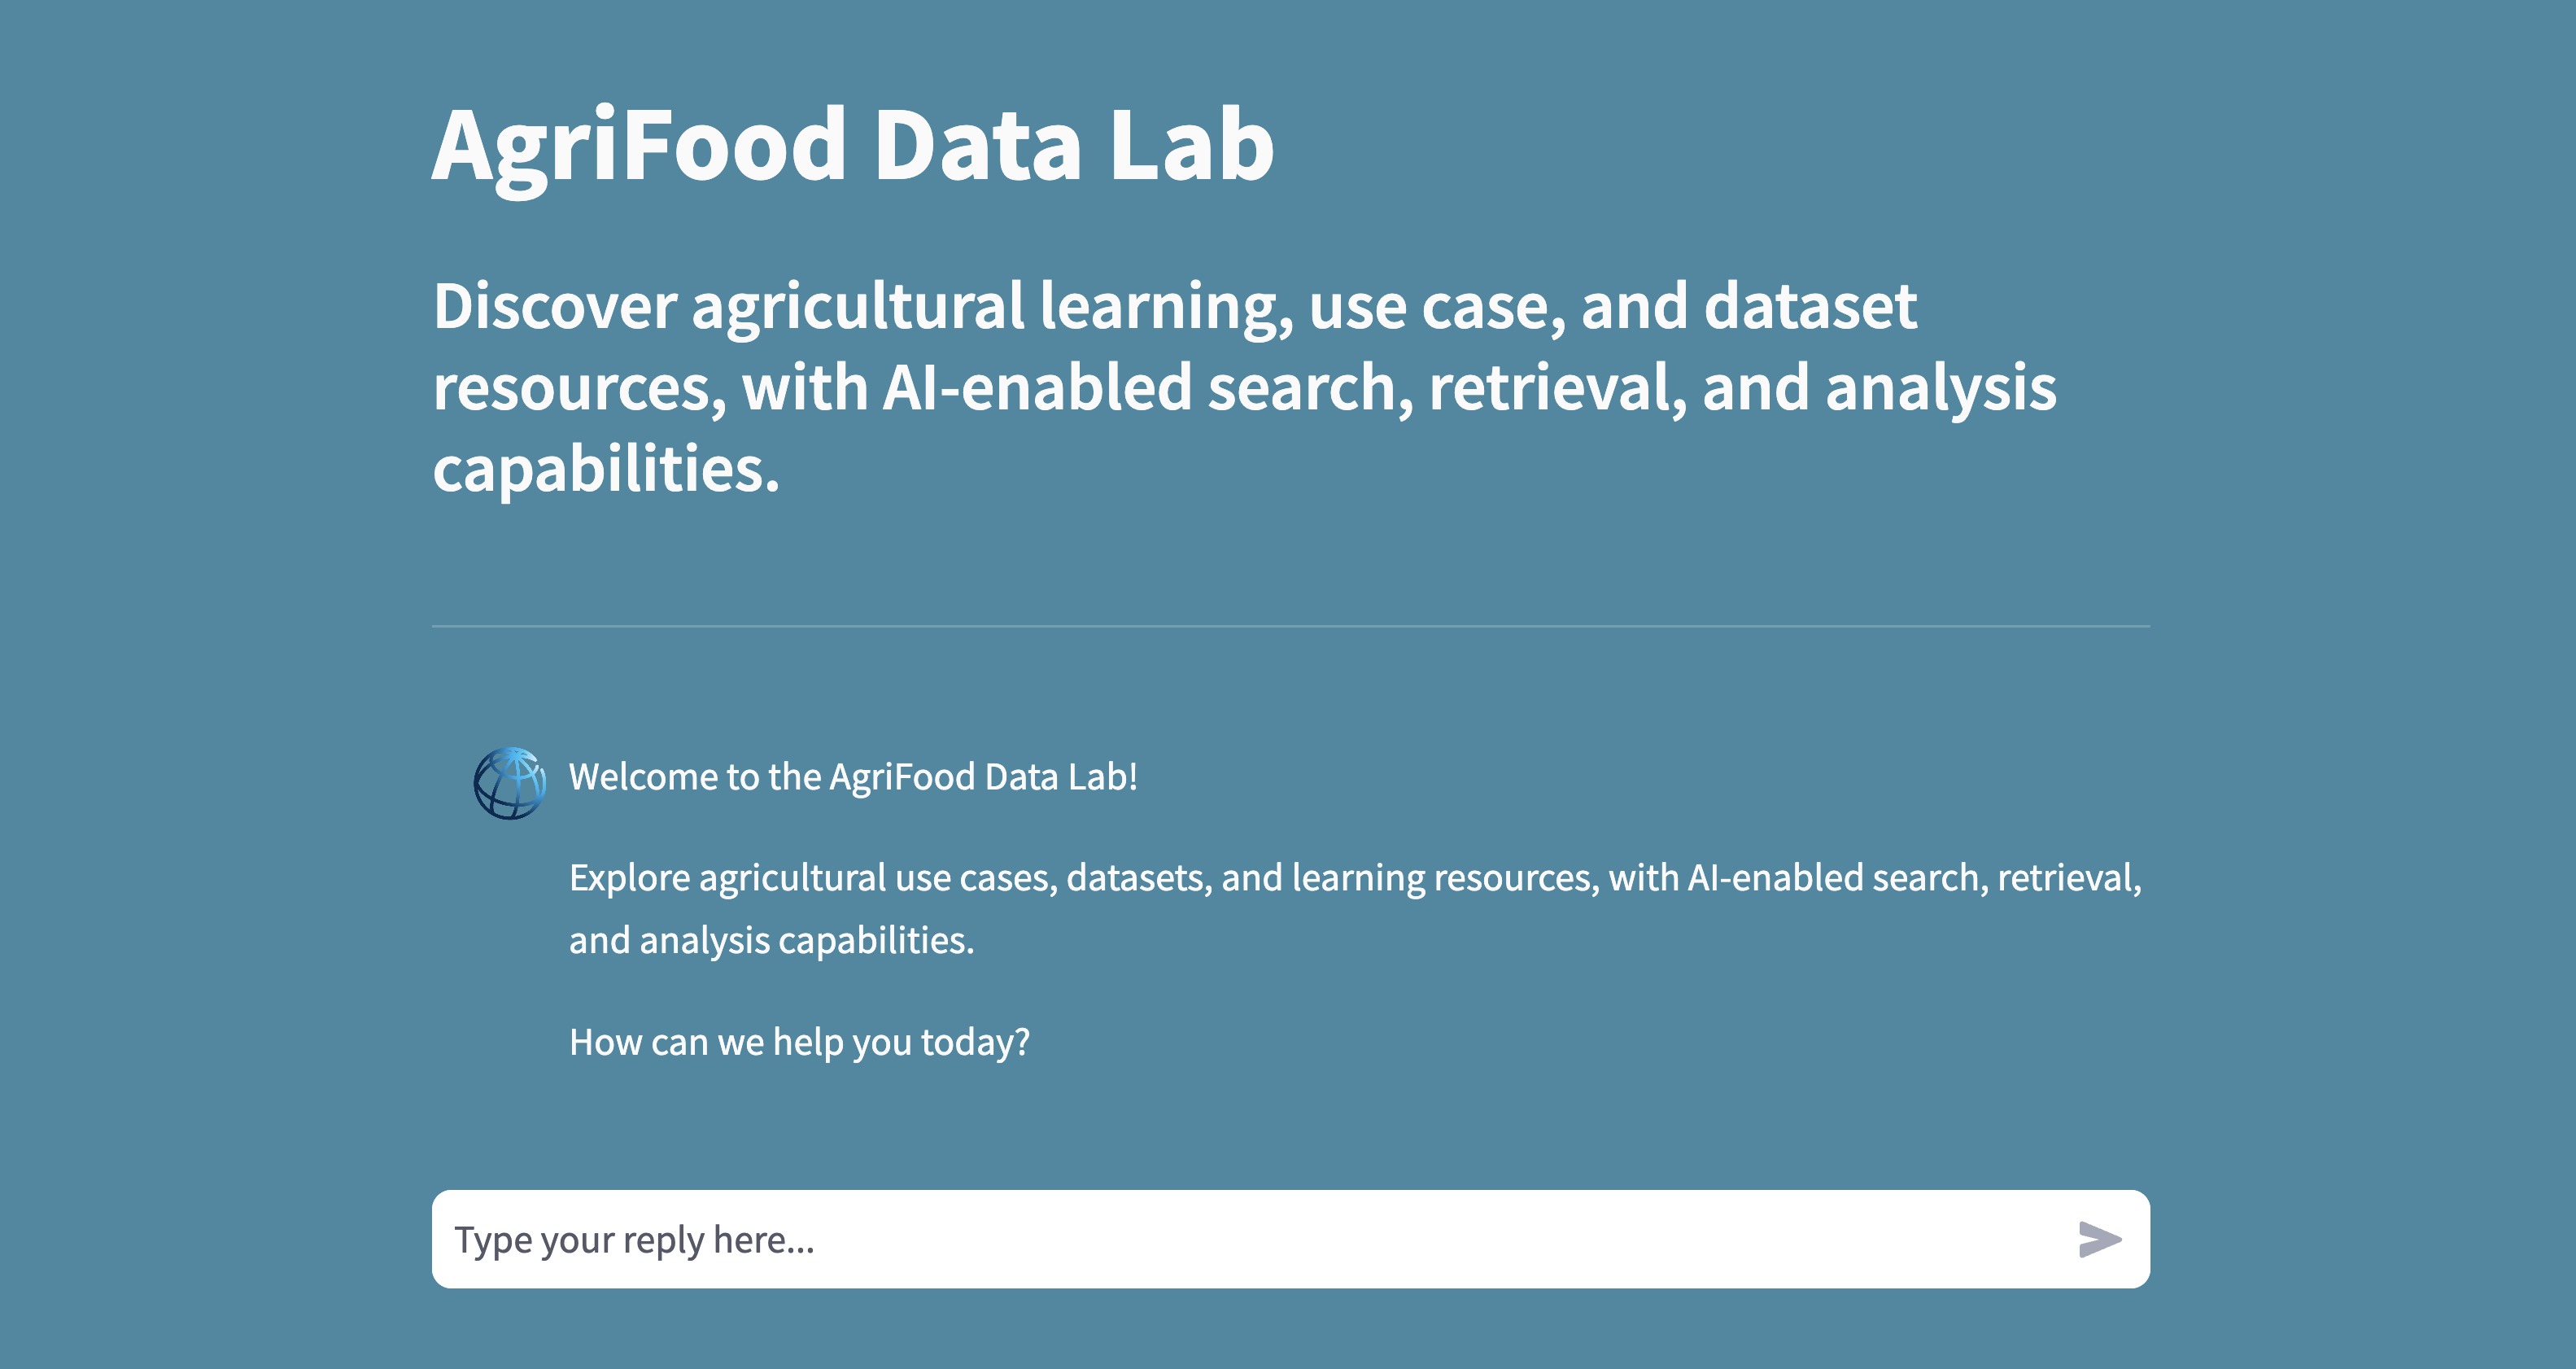 AgriFood Data Lab
Discover agricultural learning, use case, and dataset
resources, with AI-enabled search, retrieval, and analysis
capabilities.
Welcome to the AgriFood Data Lab!
Explore agricultural use cases, datasets, and learning resources, with AI-enabled search, retrieval,
and analysis capabilities.
How can we help you today?
Type your reply here...